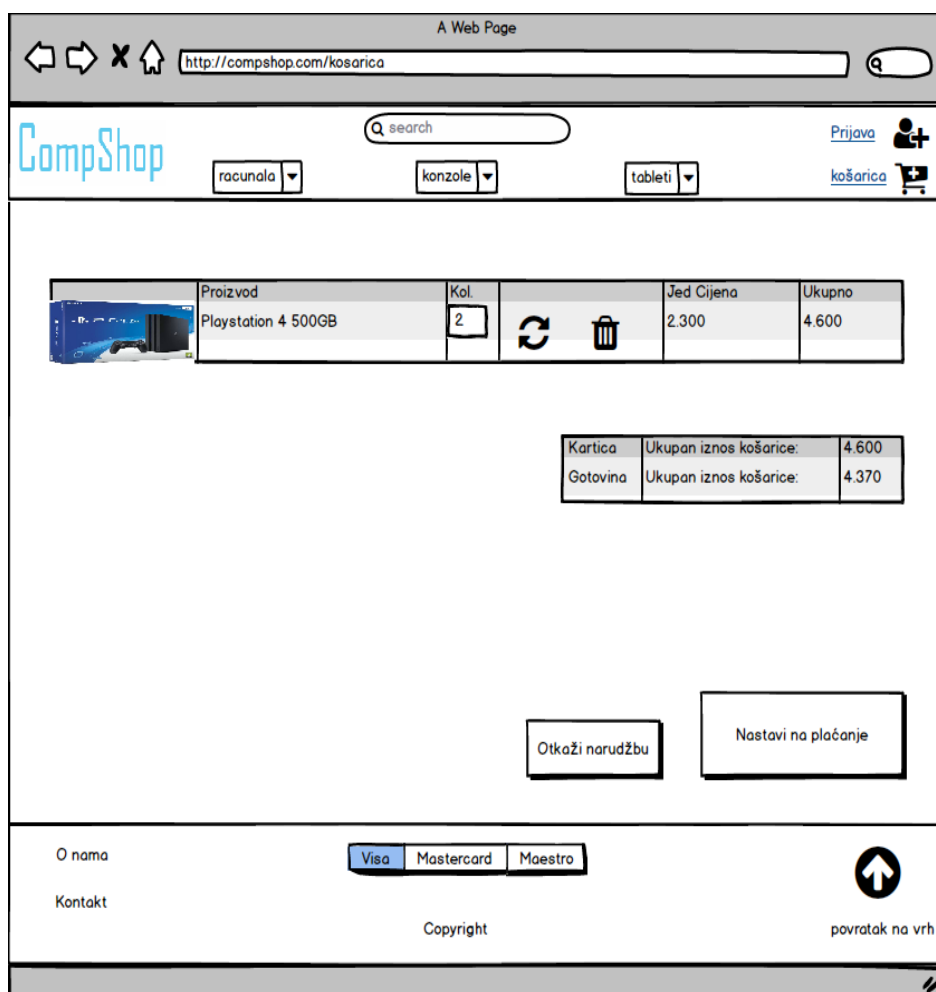 A Web Page
http://compshop.com/kosarica
search
CompShop
Prijava
racunala
konzole
tableti
košarica
Proizvod Kol. Jed Cijena Ukupno
Playstation 4 500GB 2 2.300 4.600
Kartica Ukupan iznos košarice: 4.600
Gotovina Ukupan iznos košarice: 4.370
Otkaži narudžbu
Nastavi na plaćanje
O nama
Visa Mastercard Maestro
Kontakt
Copyright
povratak na vrh